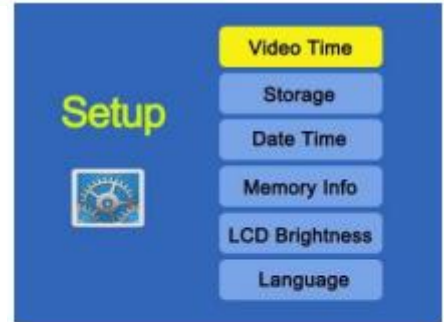 Setup
Video Time
Storage
Date Time
Memory Info
LCD Brightness
Language